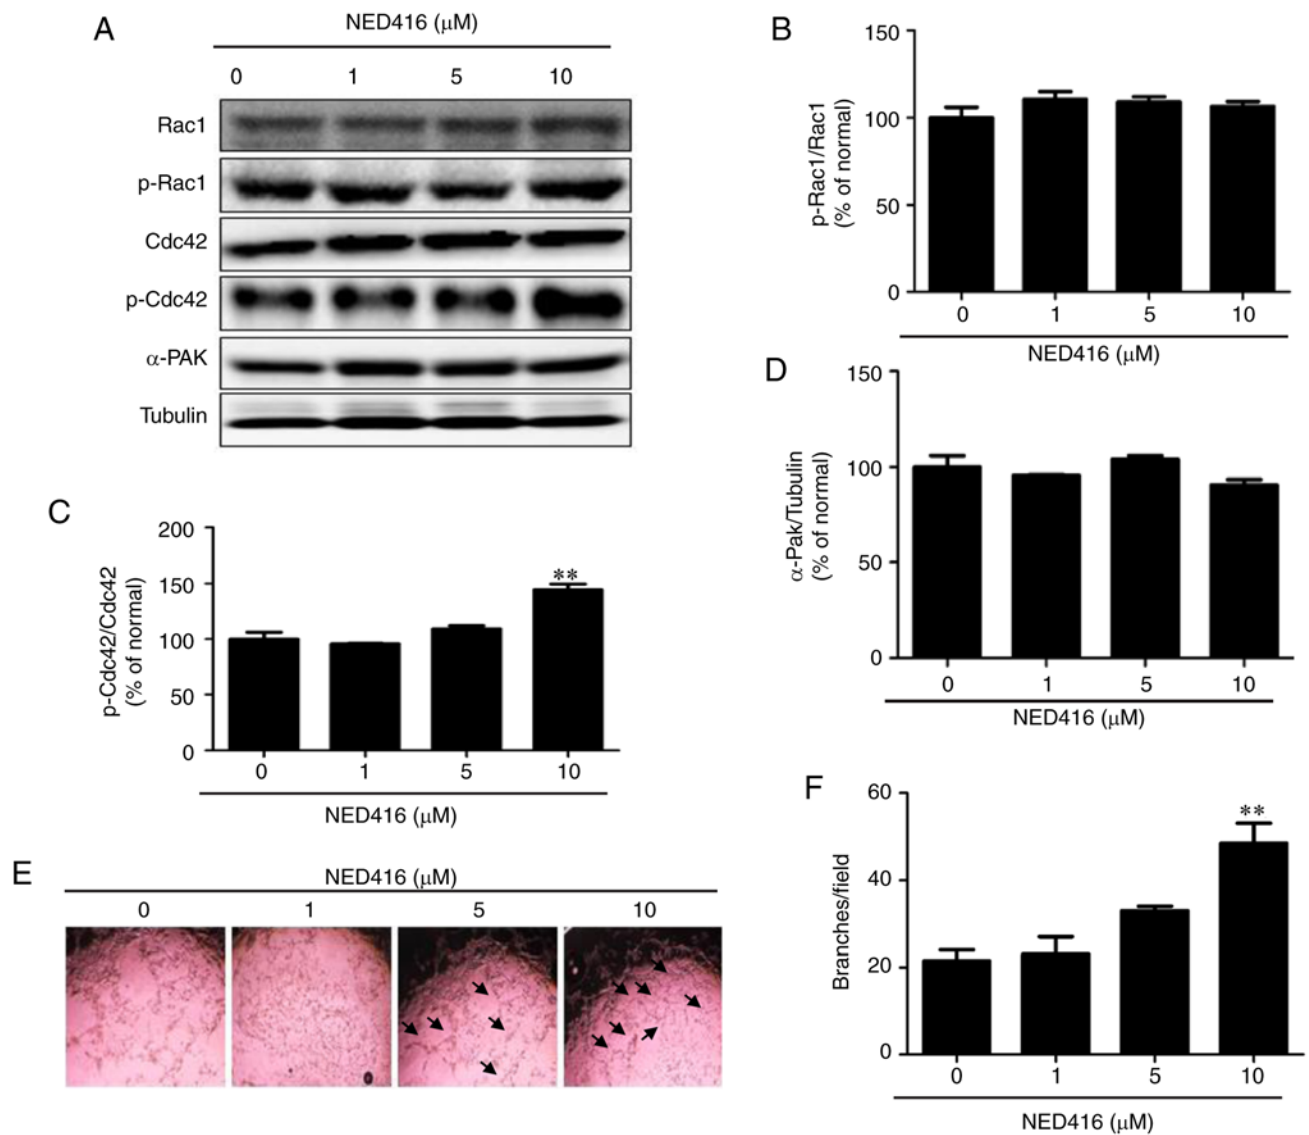 A
NED416 (μM)
0 1 5 10
Rac1
p-Rac1
Cdc42
p-Cdc42
α-PAK
Tubulin
B
p-Rac1/Rac1
(% of normal)
150
100
50
0
0 1 5 10
NED416 (μM)
C
p-Cdc42/Cdc42
(% of normal)
200
150
100
50
0
**
0 1 5 10
NED416 (μM)
D
α-Pak/Tubulin
(% of normal)
150
100
50
0
0 1 5 10
NED416 (μM)
E
NED416 (μM)
0 1 5 10
F
Branches/field
60
40
20
0
**
0 1 5 10
NED416 (μM)